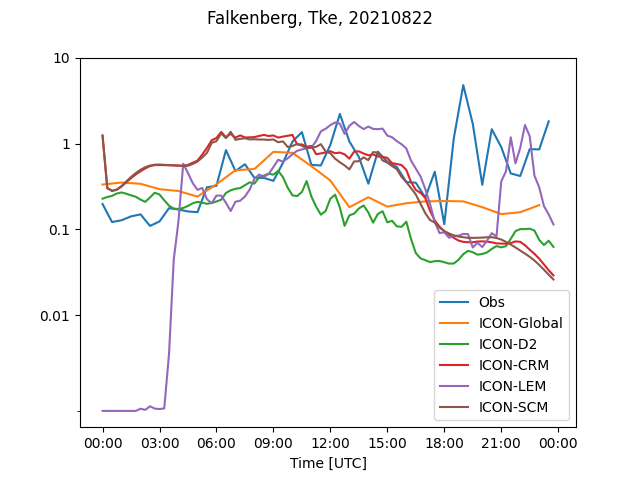 Falkenberg, Tke, 20210822
10
1
0.1
0.01
Obs
ICON-Global
ICON-D2
ICON-CRM
ICON-LEM
ICON-SCM
00:00 03:00 06:00 09:00 12:00 15:00 18:00 21:00 00:00
Time [UTC]